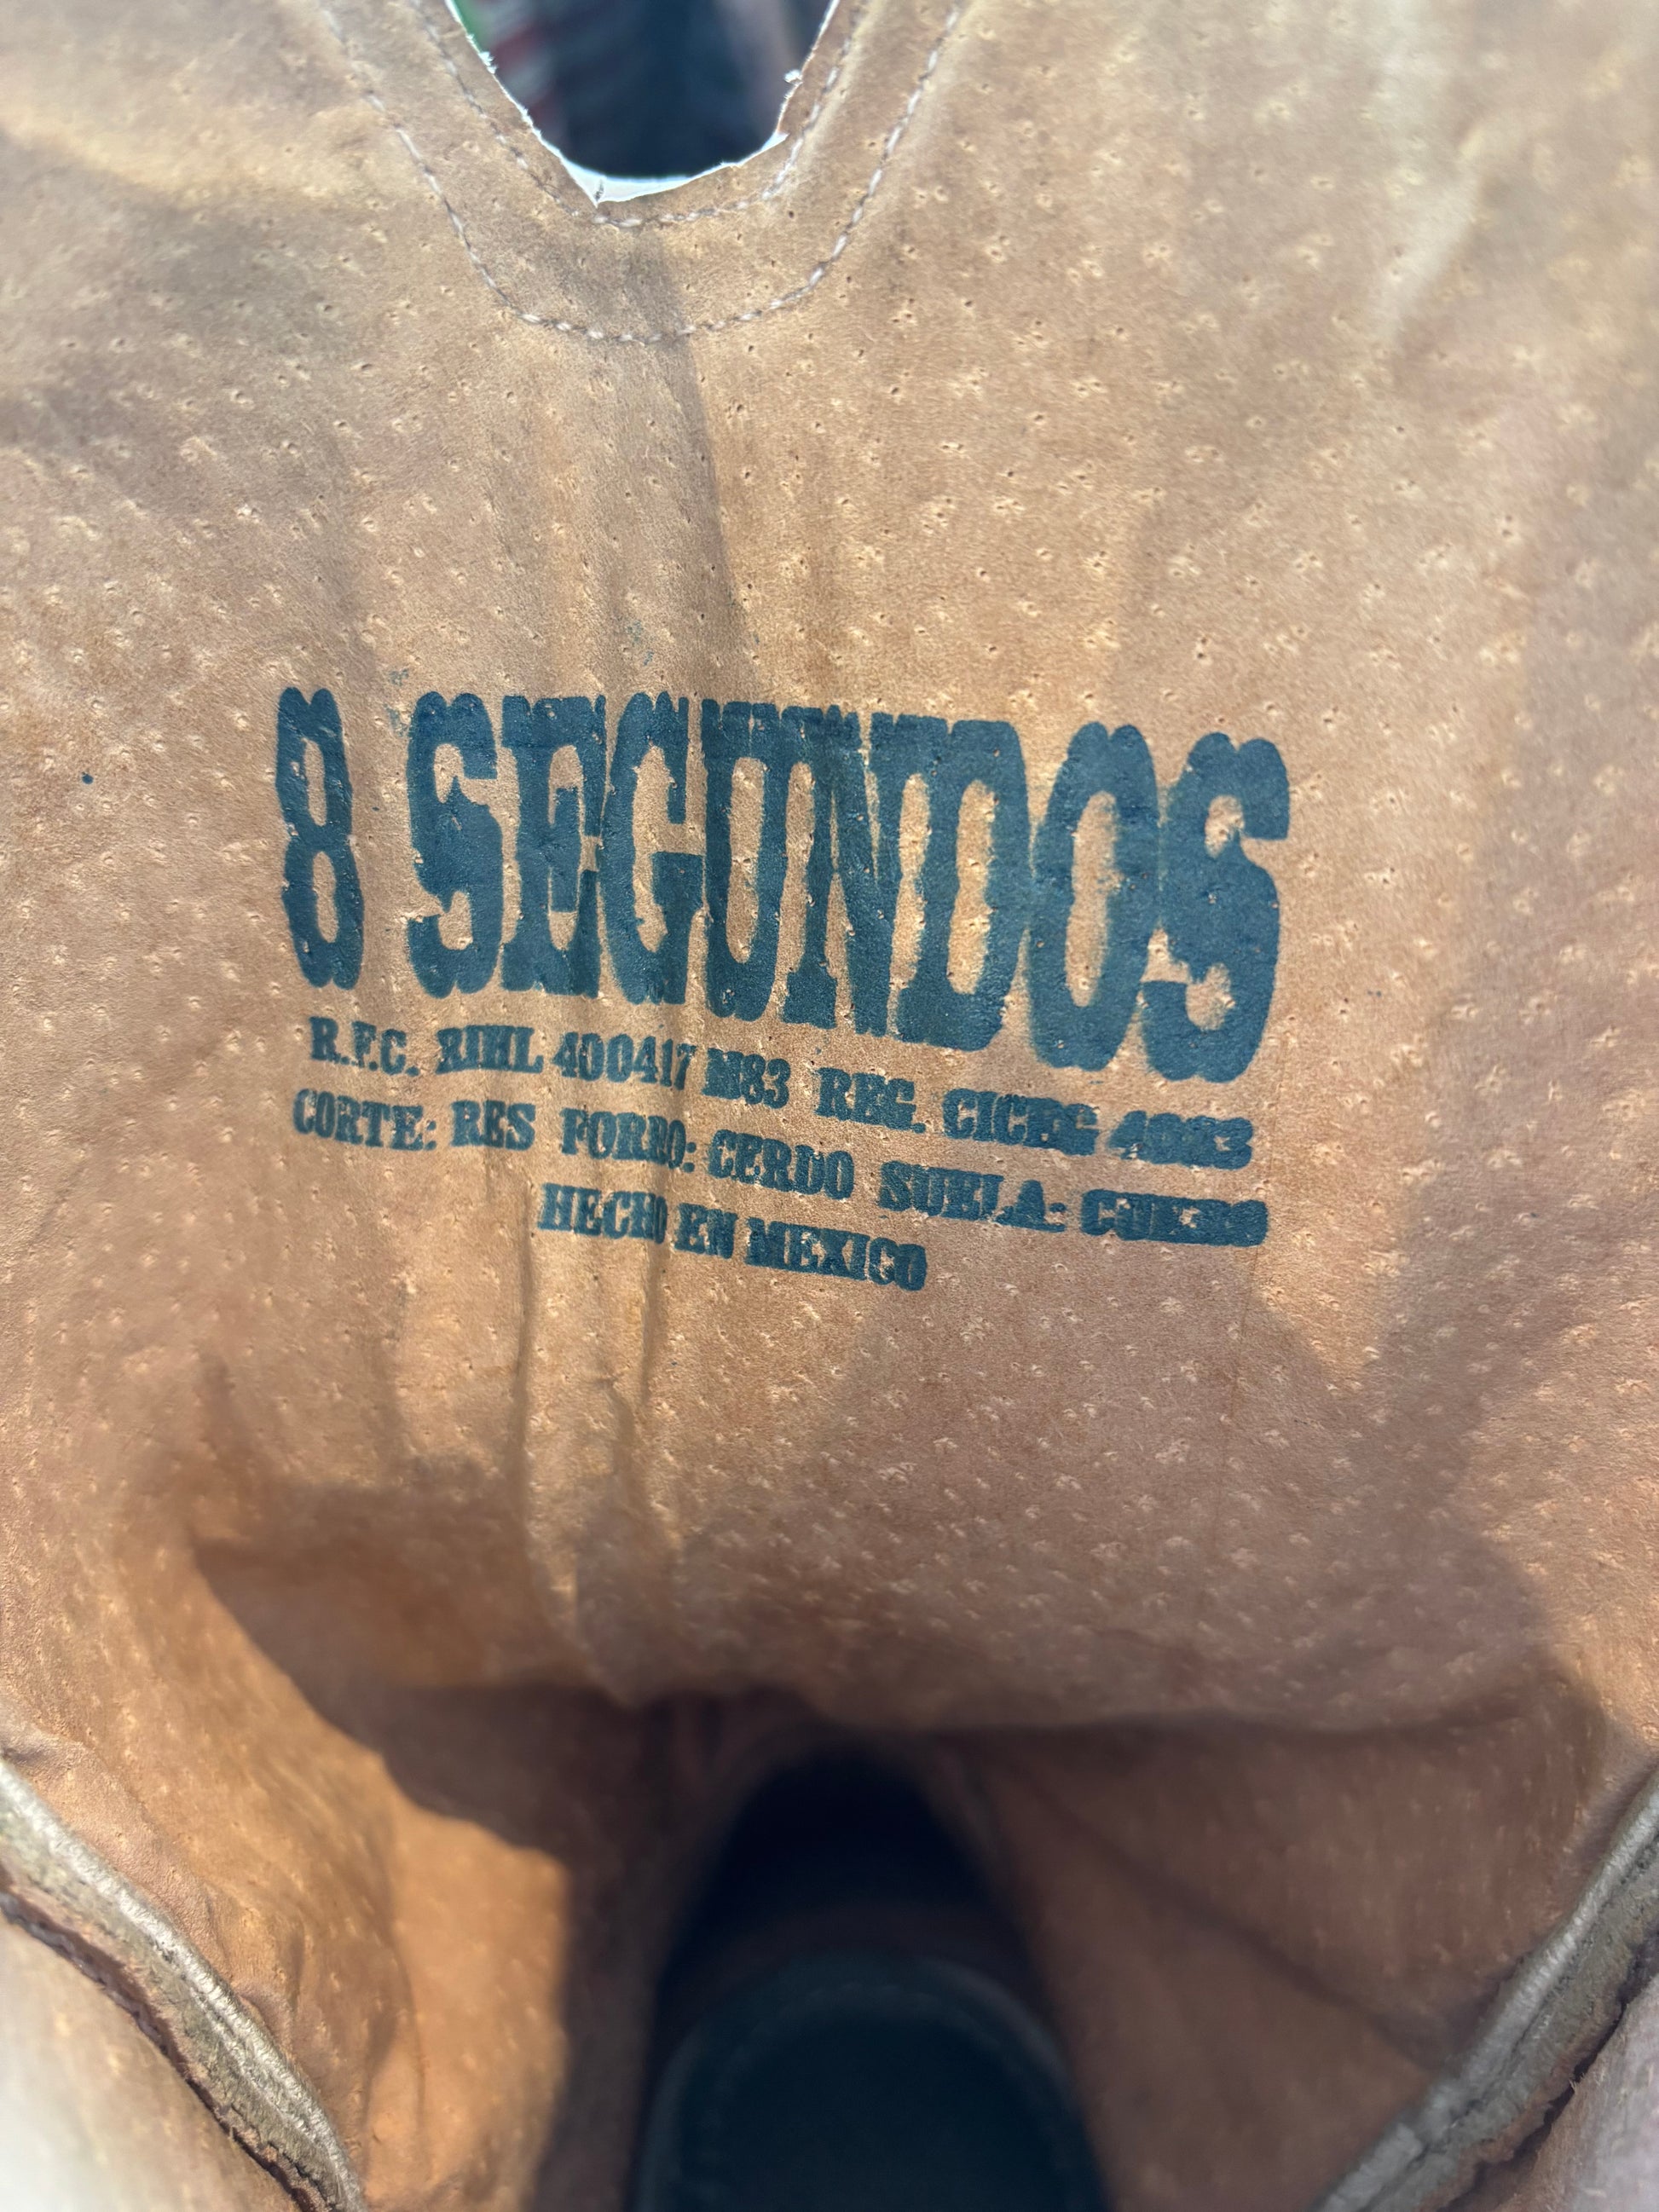 8 SEGUNDOS
R.F.C. RIHL 400417 M83 REG. CICEG
CORTE: RES FORRO: CERDO SUELA: CUERO
HECHO EN MEXICO